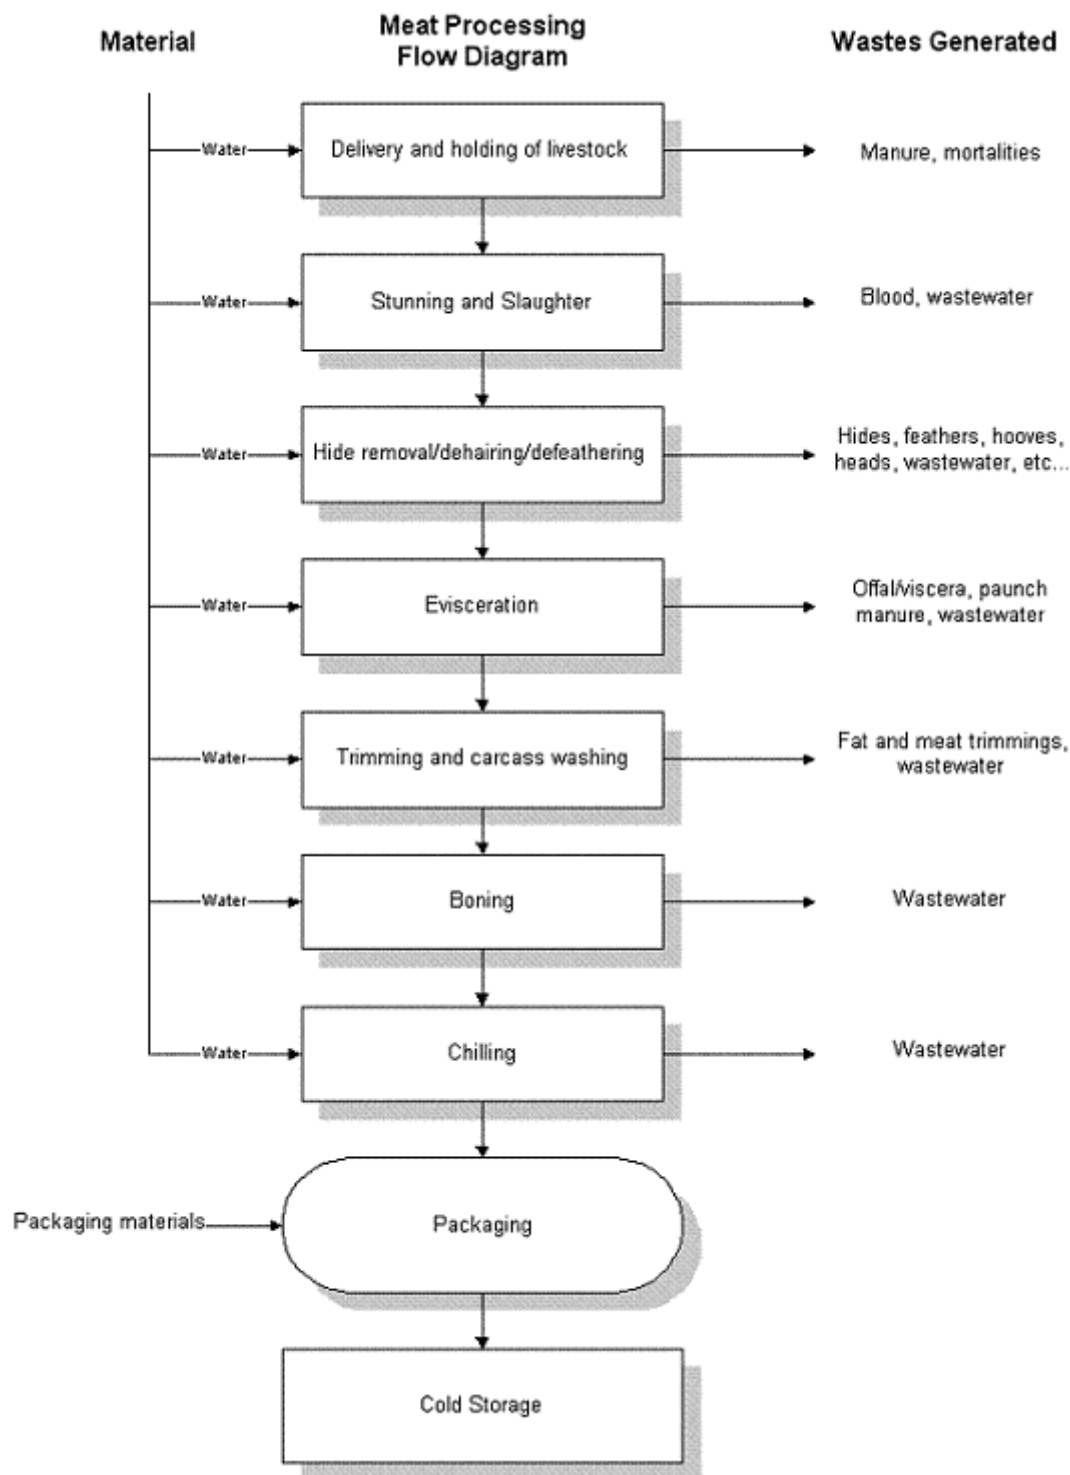 Material
Meat Processing
Flow Diagram
Wastes Generated
Water
Delivery and holding of livestock
Manure, mortalities
Water
Stunning and Slaughter
Blood, wastewater
Water
Hide removal/dehairing/defeathering
Hides, feathers, hooves,
heads, wastewater, etc...
Water
Evisceration
Offal/viscera, paunch
manure, wastewater
Water
Trimming and carcass washing
Fat and meat trimmings,
wastewater
Water
Boning
Wastewater
Water
Chilling
Wastewater
Packaging materials
Packaging
Cold Storage